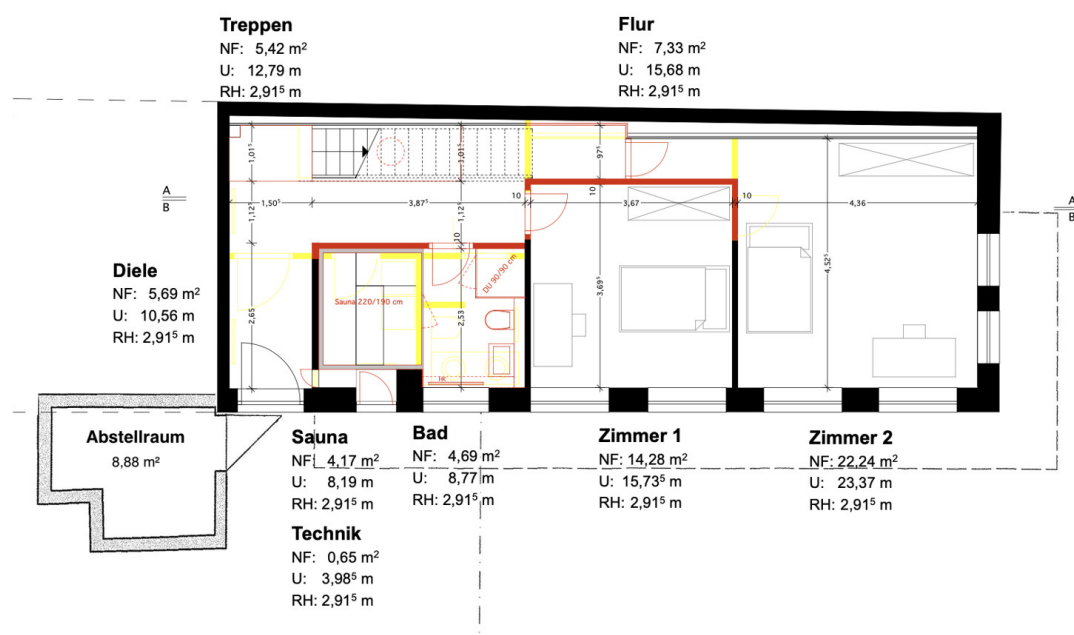 Treppen
NF: 5,42 m²
U: 12,79 m
RH: 2,91⁵ m
Flur
NF: 7,33 m²
U: 15,68 m
RH: 2,91⁵ m
1,01⁵
1,01⁵
97⁵
A
B
1,50⁵
1,12⁵
3,87⁵
1,12⁵
10
10
10
3,67
10
4,36
A
B
Diele
NF: 5,69 m²
U: 10,56 m
RH: 2,91⁵ m
2,65
Sauna 220/190 cm
DU 90/90 cm
2,53
3,69⁵
4,52⁵
HK
Abstellraum
8,88 m²
Sauna
NF: 4,17 m²
U: 8,19 m
RH: 2,91⁵ m
Bad
NF: 4,69 m²
U: 8,77 m
RH: 2,91⁵ m
Zimmer 1
NF: 14,28 m²
U: 15,73⁵ m
RH: 2,91⁵ m
Zimmer 2
NF: 22,24 m²
U: 23,37 m
RH: 2,91⁵ m
Technik
NF: 0,65 m²
U: 3,98⁵ m
RH: 2,91⁵ m